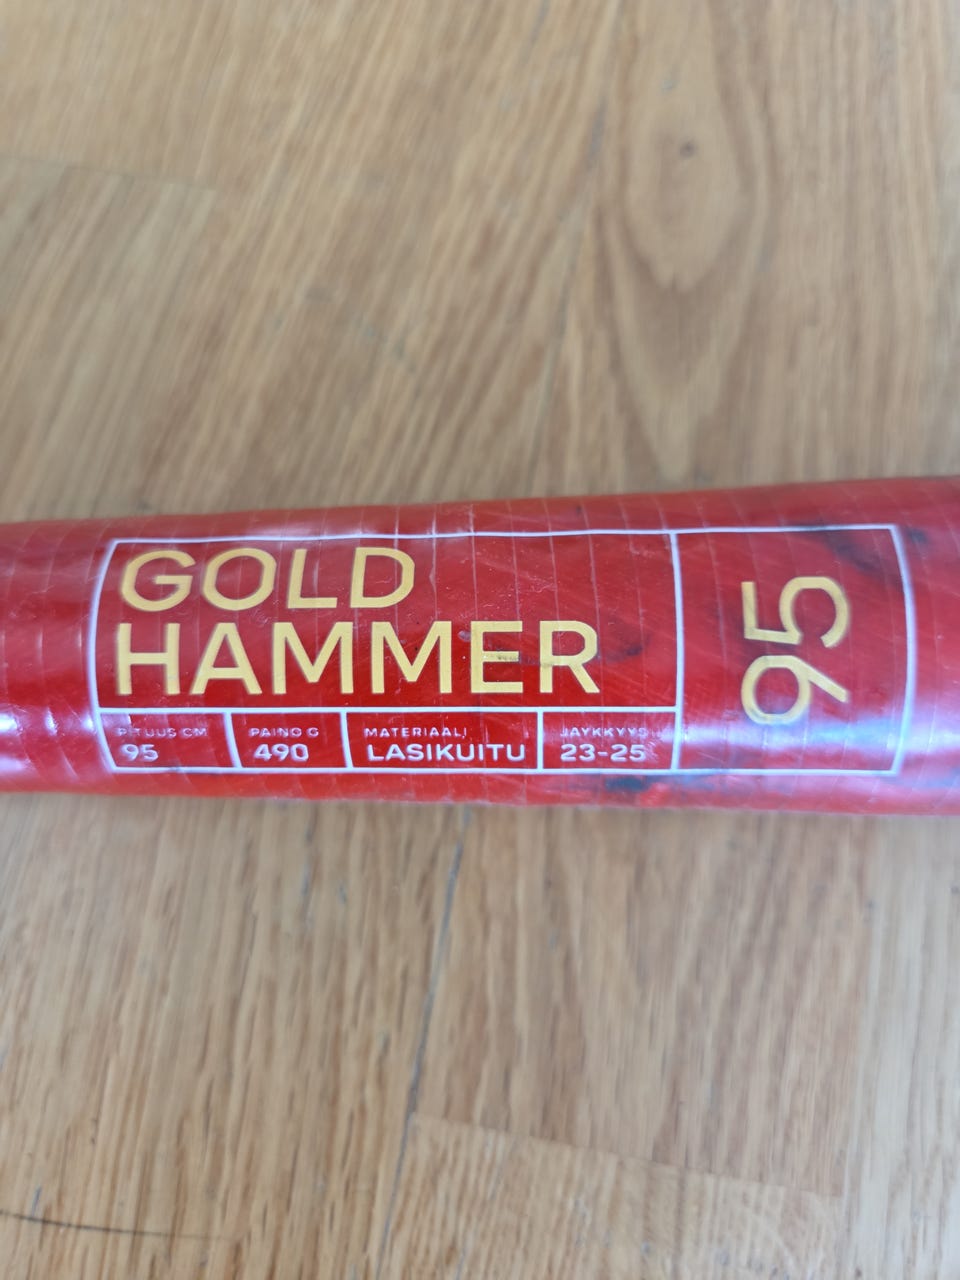 GOLD
HAMMER
PITUUS CM
95
PAINO G
490
MATERIAALI
LASIKUITU
JÄYKKYYS
23-25
95